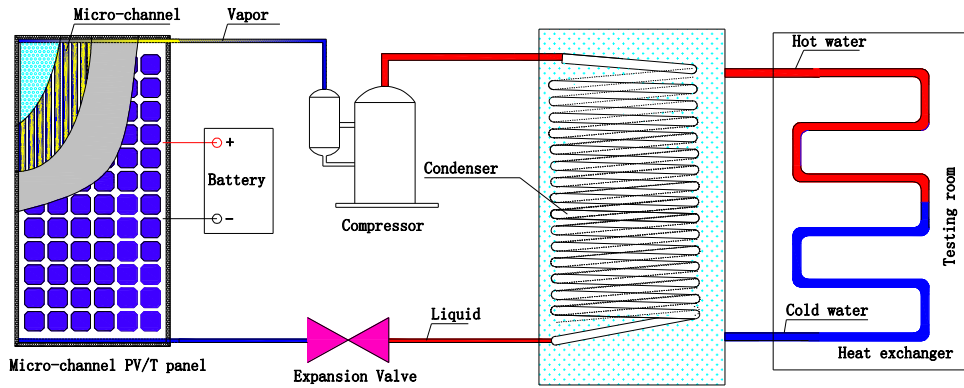 Micro-channel
Vapor
Hot water
+
Battery
−
Condenser
Compressor
Testing room
Liquid
Cold water
Micro-channel PV/T panel
Expansion Valve
Heat exchanger